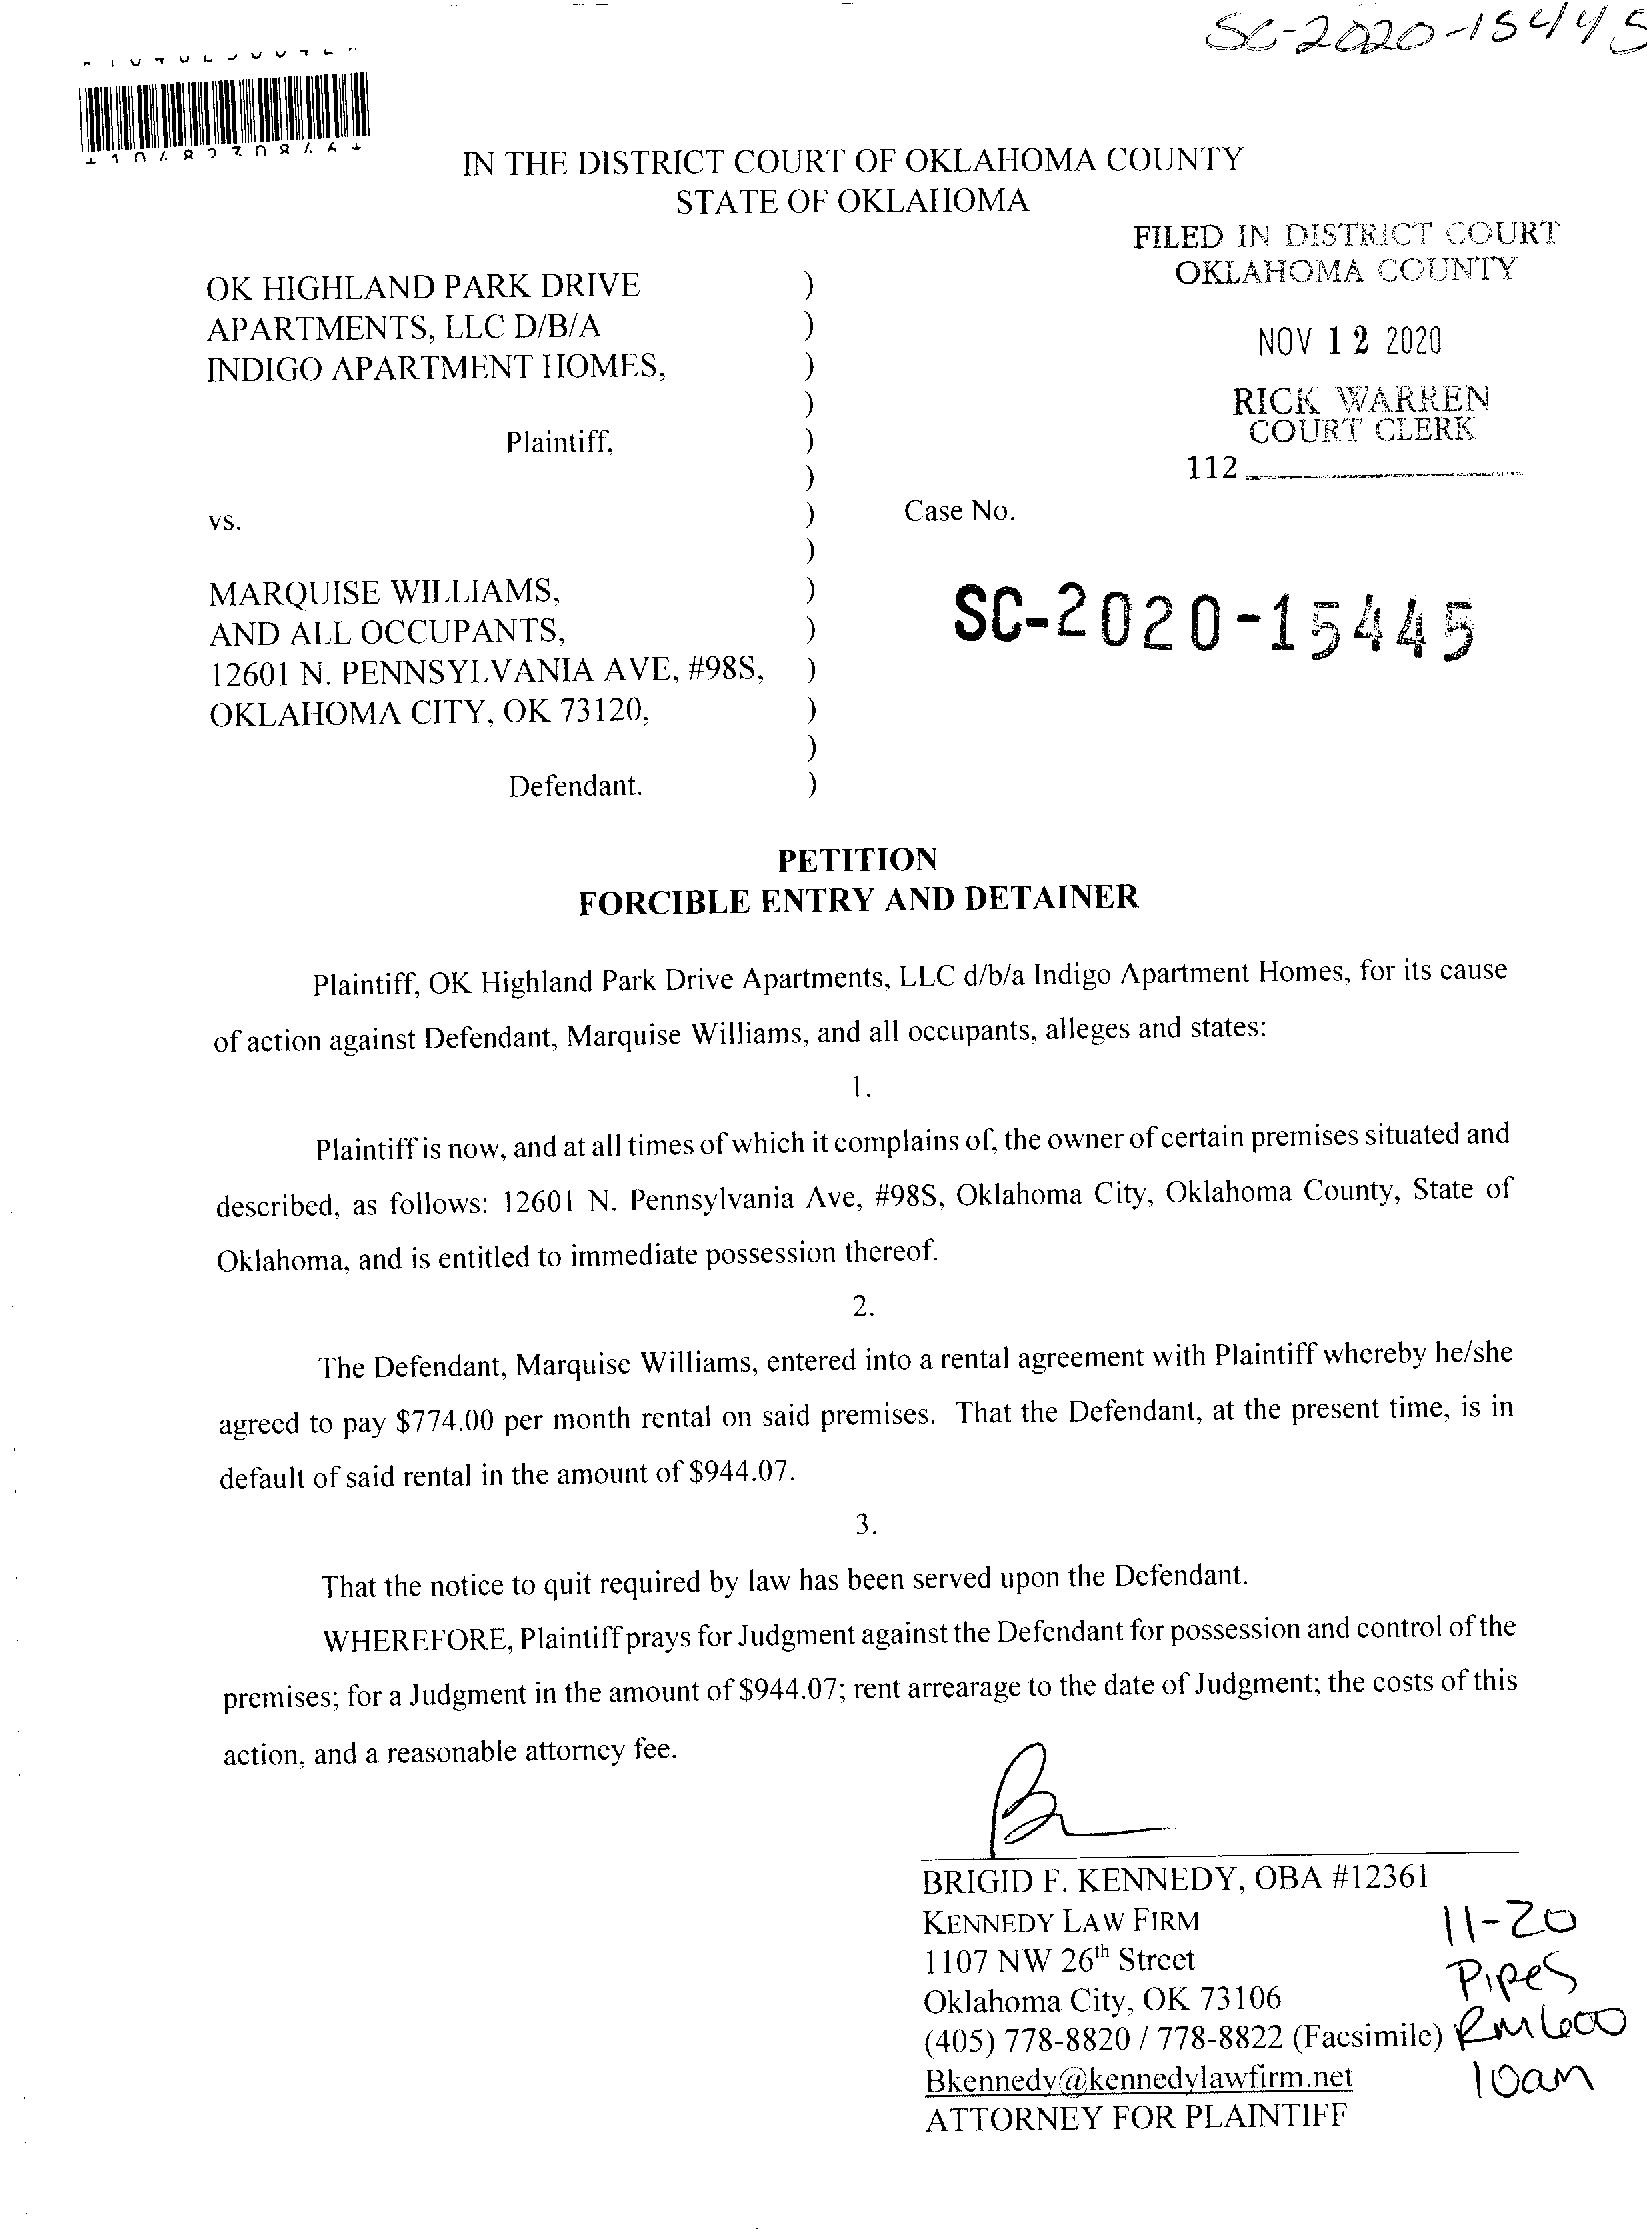 SC-2020-15445
IN THE DISTRICT COURT OF OKLAHOMA COUNTY
STATE OF OKLAHOMA
FILED IN DISTRICT COURT
OKLAHOMA COUNTY
NOV 12 2020
RICK WARREN
COURT CLERK
112
OK HIGHLAND PARK DRIVE )
APARTMENTS, LLC D/B/A )
INDIGO APARTMENT HOMES, )
)
Plaintiff, )
)
vs. ) Case No.
)
MARQUISE WILLIAMS, )
AND ALL OCCUPANTS, ) SC-2020-15445
12601 N. PENNSYLVANIA AVE, #98S, )
OKLAHOMA CITY, OK 73120, )
)
Defendant. )
PETITION
FORCIBLE ENTRY AND DETAINER
Plaintiff, OK Highland Park Drive Apartments, LLC d/b/a Indigo Apartment Homes, for its cause
of action against Defendant, Marquise Williams, and all occupants, alleges and states:
1.
Plaintiff is now, and at all times of which it complains of, the owner of certain premises situated and
described, as follows: 12601 N. Pennsylvania Ave, #98S, Oklahoma City, Oklahoma County, State of
Oklahoma, and is entitled to immediate possession thereof.
2.
The Defendant, Marquise Williams, entered into a rental agreement with Plaintiff whereby he/she
agreed to pay $774.00 per month rental on said premises. That the Defendant, at the present time, is in
default of said rental in the amount of $944.07.
3.
That the notice to quit required by law has been served upon the Defendant.
WHEREFORE, Plaintiff prays for Judgment against the Defendant for possession and control of the
premises; for a Judgment in the amount of $944.07; rent arrearage to the date of Judgment; the costs of this
action, and a reasonable attorney fee.
BRIGID F. KENNEDY, OBA #12361
KENNEDY LAW FIRM
1107 NW 26th Street
Oklahoma City, OK 73106
(405) 778-8820 / 778-8822 (Facsimile)
Bkennedy@kennedylawfirm.net
ATTORNEY FOR PLAINTIFF
11-20
Pipes
Rm 600
10am